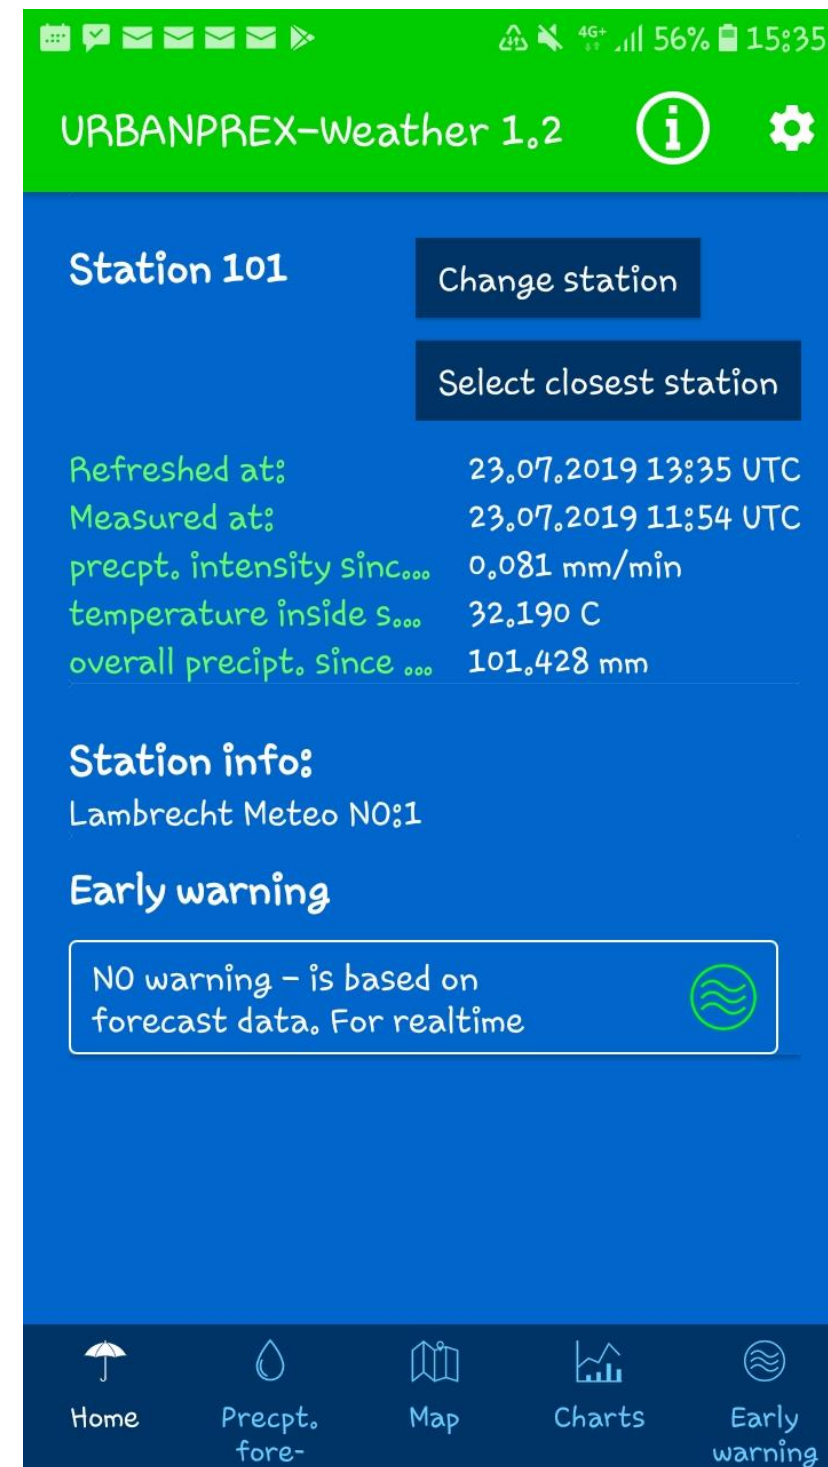 4G+ 56% 15:35
URBANPREX-Weather 1.2
Station 101
Change station
Select closest station
Refreshed at: 23.07.2019 13:35 UTC
Measured at: 23.07.2019 11:54 UTC
precpt. intensity sinc... 0.081 mm/min
temperature inside s... 32.190 C
overall precipt. since ... 101.428 mm
Station info:
Lambrecht Meteo NO:1
Early warning
NO warning – is based on
forecast data. For realtime
Home
Precpt.
fore-
Map
Charts
Early
warning